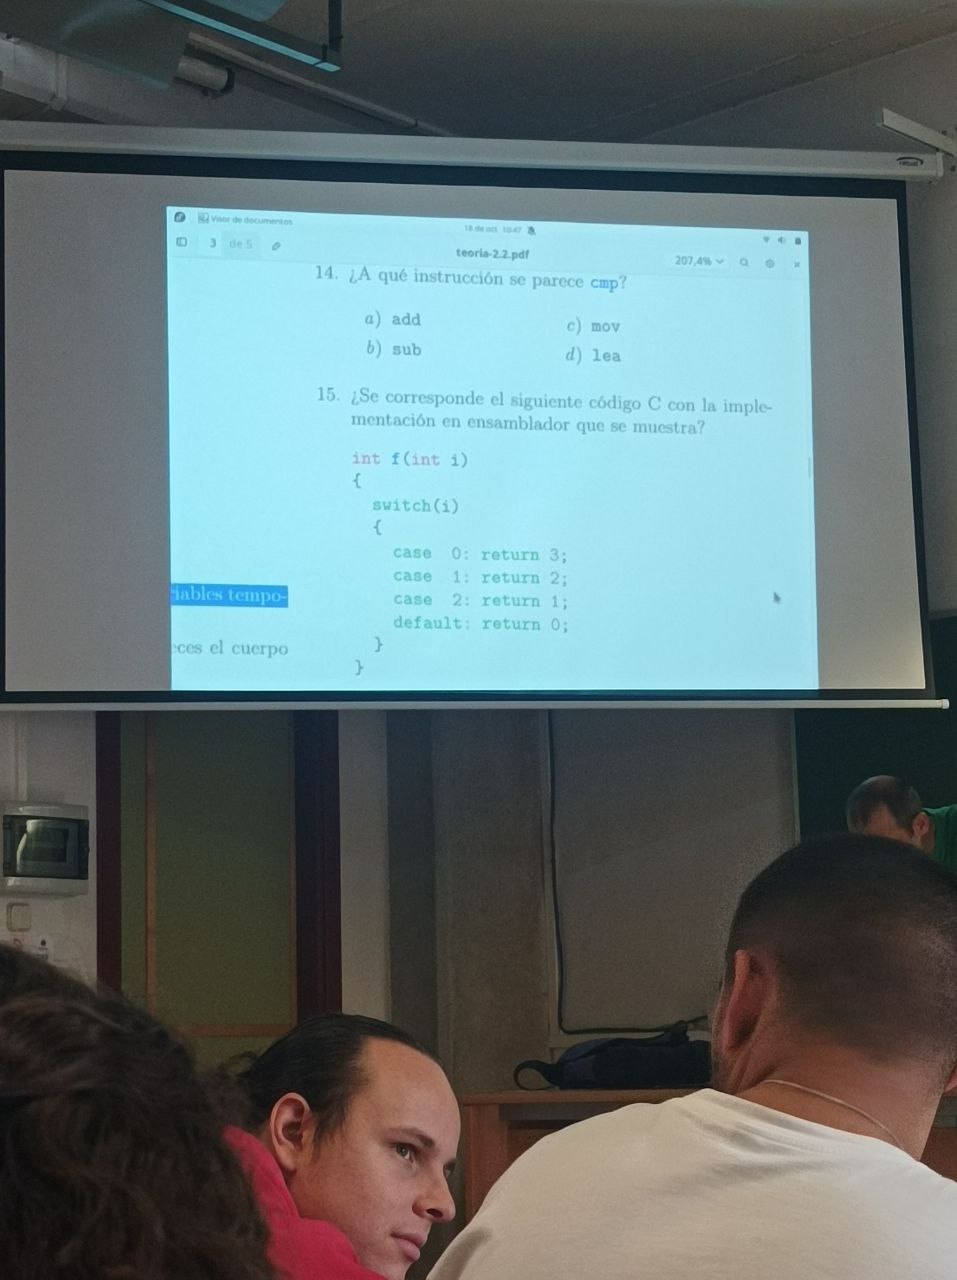 Visor de documentos
18 de oct 10:47
3 de 5
teoria-2.2.pdf
207,4%
14. ¿A qué instrucción se parece cmp?
a) add
c) mov
b) sub
d) lea
15. ¿Se corresponde el siguiente código C con la imple-
mentación en ensamblador que se muestra?
int f(int i)
{
switch(i)
{
case 0: return 3;
case 1: return 2;
case 2: return 1;
default: return 0;
}
}
iables tempo-
ces el cuerpo